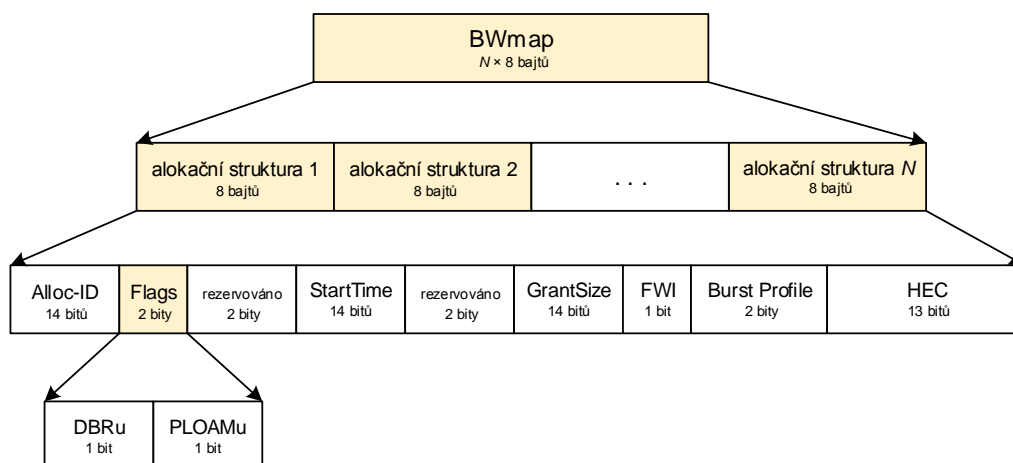 BWmap
N × 8 bajtů
alokační struktura 1
8 bajtů
alokační struktura 2
8 bajtů
. . .
alokační struktura N
8 bajtů
Alloc-ID
14 bitů
Flags
2 bity
rezervováno
2 bity
StartTime
14 bitů
rezervováno
2 bity
GrantSize
14 bitů
FWI
1 bit
Burst Profile
2 bity
HEC
13 bitů
DBRu
1 bit
PLOAMu
1 bit